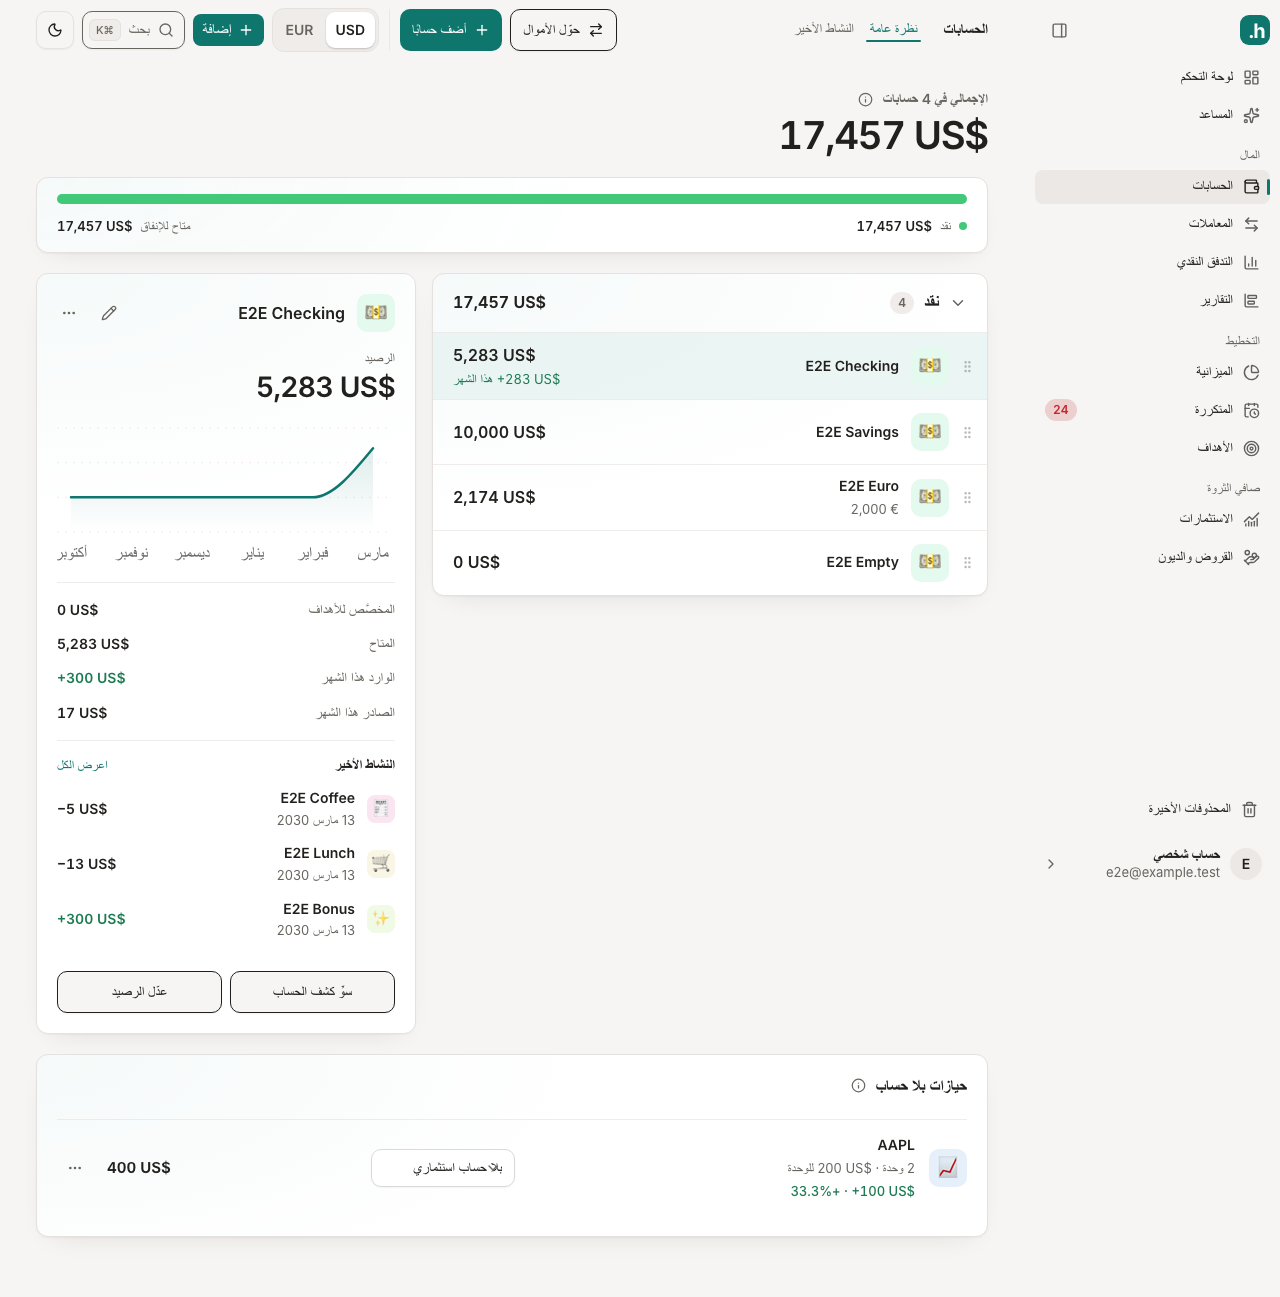 .h
لوحة التحكم
المساعد
المال
الحسابات
المعاملات
التدفق النقدي
التقارير
التخطيط
الميزانية
المتكررة 24
الأهداف
صافي الثروة
الاستثمارات
القروض والديون
المحذوفات الأخيرة
E
حساب شخصي
e2e@example.test
الحسابات
نظرة عامة
النشاط الأخير
حوّل الأموال
أضف حسابًا
USD
EUR
إضافة
بحث
⌘K
الإجمالي في 4 حسابات
17,457 US$
نقد 17,457 US$
متاح للإنفاق 17,457 US$
نقد 4 17,457 US$
E2E Checking 5,283 US$
+283 US$ هذا الشهر
E2E Savings 10,000 US$
E2E Euro 2,174 US$
2,000 €
E2E Empty 0 US$
E2E Checking
الرصيد
5,283 US$
أكتوبر نوفمبر ديسمبر يناير فبراير مارس
المخصّص للأهداف 0 US$
المتاح 5,283 US$
الوارد هذا الشهر +300 US$
الصادر هذا الشهر 17 US$
النشاط الأخير
اعرض الكل
E2E Coffee −5 US$
13 مارس 2030
E2E Lunch −13 US$
13 مارس 2030
E2E Bonus +300 US$
13 مارس 2030
سوِّ كشف الحساب
عدّل الرصيد
حيازات بلا حساب
AAPL
2 وحدة · 200 US$ للوحدة
+100 US$ · +33.3%
بلا حساب استثماري
400 US$